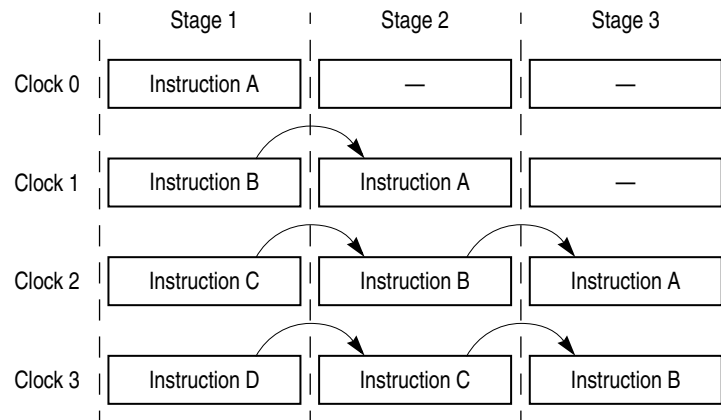 Stage 1 Stage 2 Stage 3
Clock 0 Instruction A — —
Clock 1 Instruction B Instruction A —
Clock 2 Instruction C Instruction B Instruction A
Clock 3 Instruction D Instruction C Instruction B